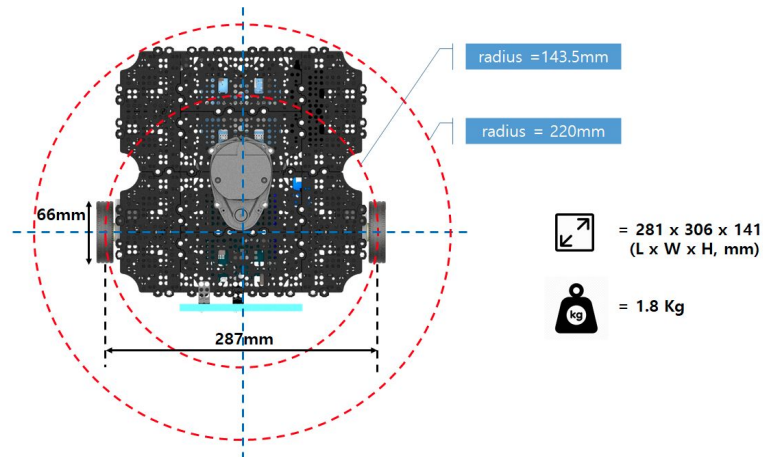 radius =143.5mm
radius = 220mm
66mm
= 281 x 306 x 141
(L x W x H, mm)
kg
= 1.8 Kg
287mm